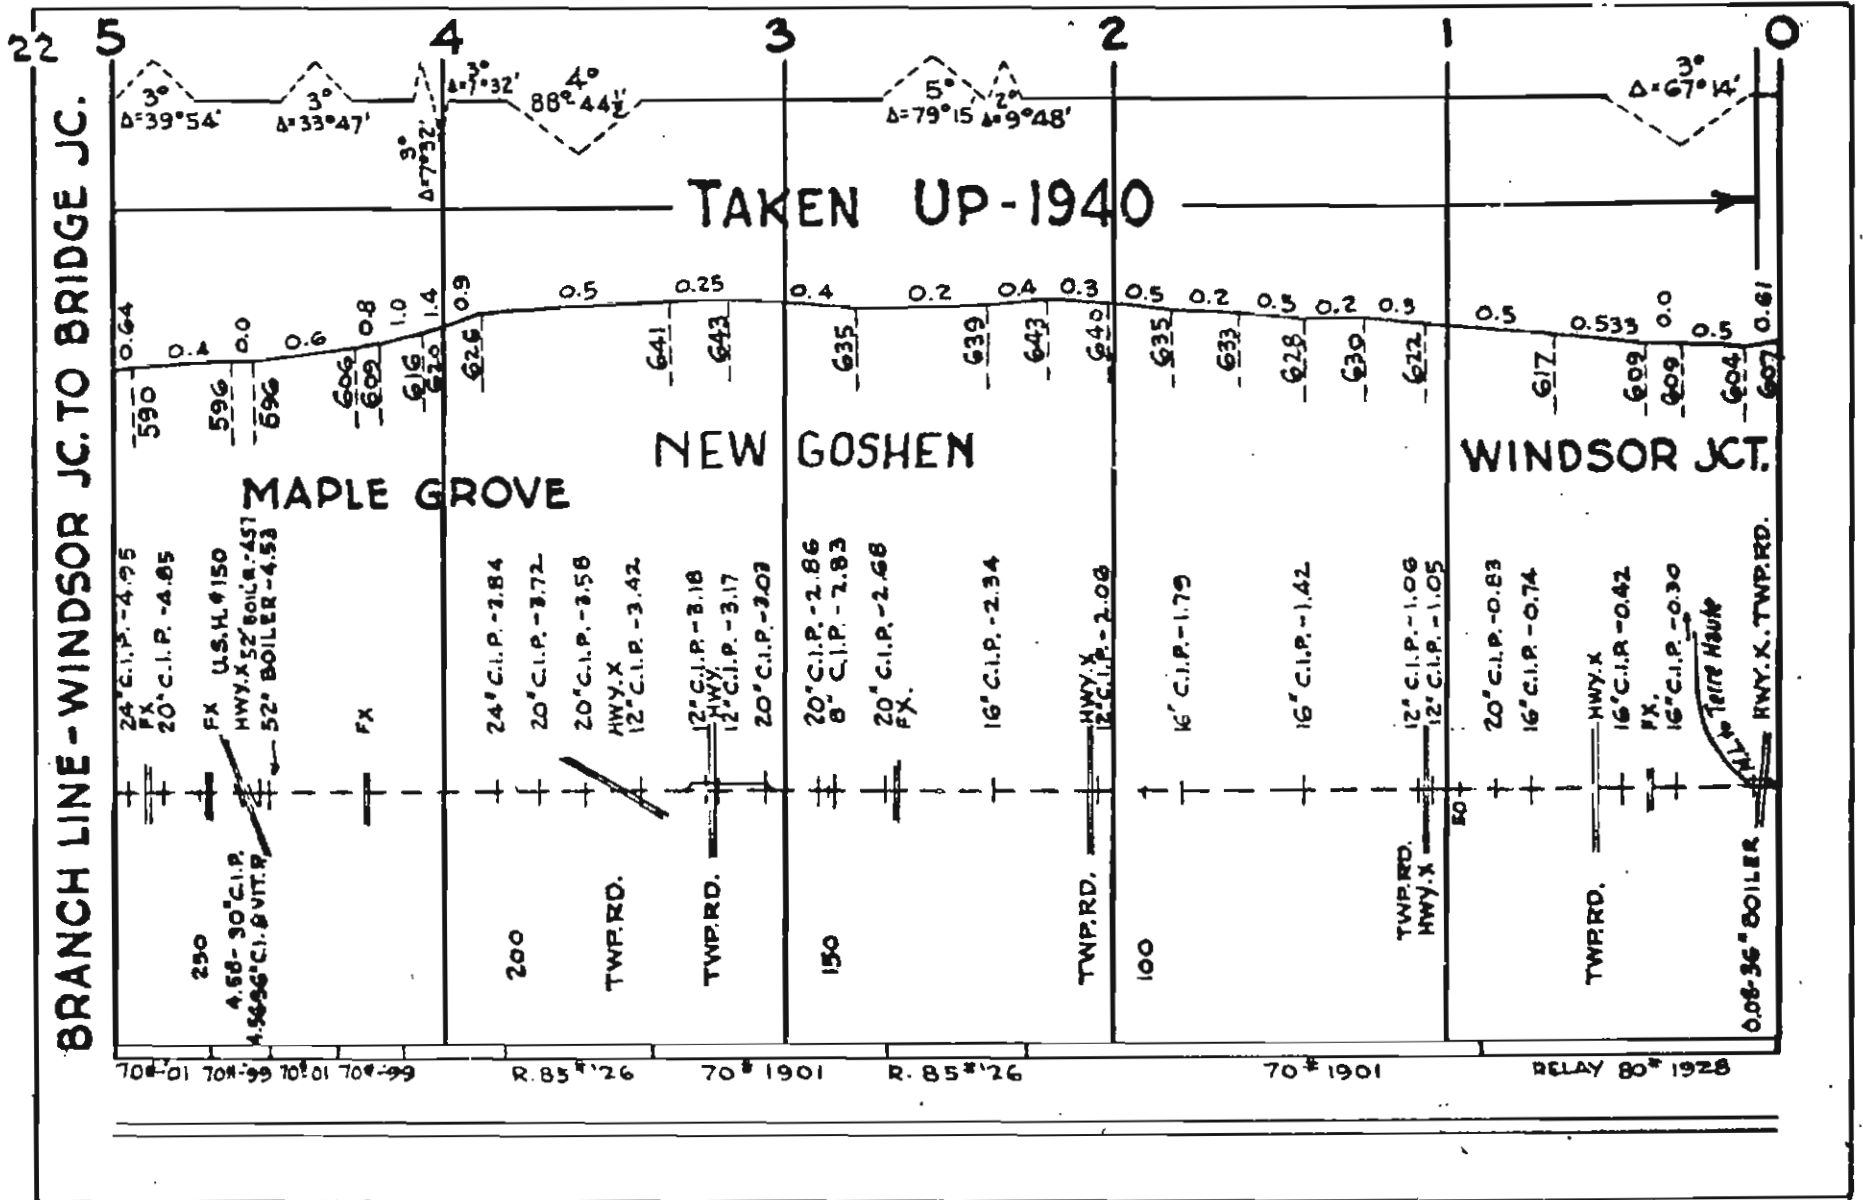 22
5 4 3 2 1 0
BRANCH LINE - WINDSOR JC. TO BRIDGE JC.
3° Δ=39°54'
3° Δ=33°47'
3° Δ=7°32'
3° Δ=7°32'
4° 88°44½'
5° Δ=79°15'
2° Δ=9°48'
3° Δ=67°14'
TAKEN UP-1940
0.64 0.4 0.0 0.6 0.8 1.0 1.4 0.9 0.5 0.25 0.4 0.2 0.4 0.3 0.5 0.2 0.5 0.2 0.3 0.5 0.533 0.0 0.5 0.61
590 596 596 606 609 616 620 626 641 643 635 639 643 640 635 633 628 630 622 617 609 609 604 607
NEW GOSHEN
WINDSOR JCT.
MAPLE GROVE
24" C.I.P.-4.95
FX
20" C.I.P.-4.85
FX
U.S.H. #150
HWY.X 52" BOIL'R.-457
52" BOILER-4.53
FX
24" C.I.P.-3.84
20" C.I.P.-3.72
20" C.I.P.-3.58
HWY.X
12" C.I.P.-3.42
12" C.I.P.-3.18
HWY.
12" C.I.P.-3.17
20" C.I.P.-3.03
20" C.I.P.-2.86
8" C.I.P.-2.83
20" C.I.P.-2.68
FX.
16" C.I.P.-2.34
HWY.X
12" C.I.P.-2.06
16" C.I.P.-1.79
16" C.I.P.-1.42
12" C.I.P.-1.06
12" C.I.P.-1.05
20" C.I.P.-0.83
16" C.I.P.-0.74
HWY.X
16" C.I.P.-0.42
FX.
16" C.I.P.-0.30
M.L. to Terre Haute
HWY.X. TWP.RD.
250
4.58-30" C.I.P.
200
TWP.RD.
TWP.RD.
150
TWP.RD.
100
TWP.RD.
HWY.X
50
TWP.RD.
0.08-36" BOILER
70#-'01 70#-'99 70#'01 70#-'99 R.85#'26 70# 1901 R. 85#'26 70# 1901 RELAY 80# 1928